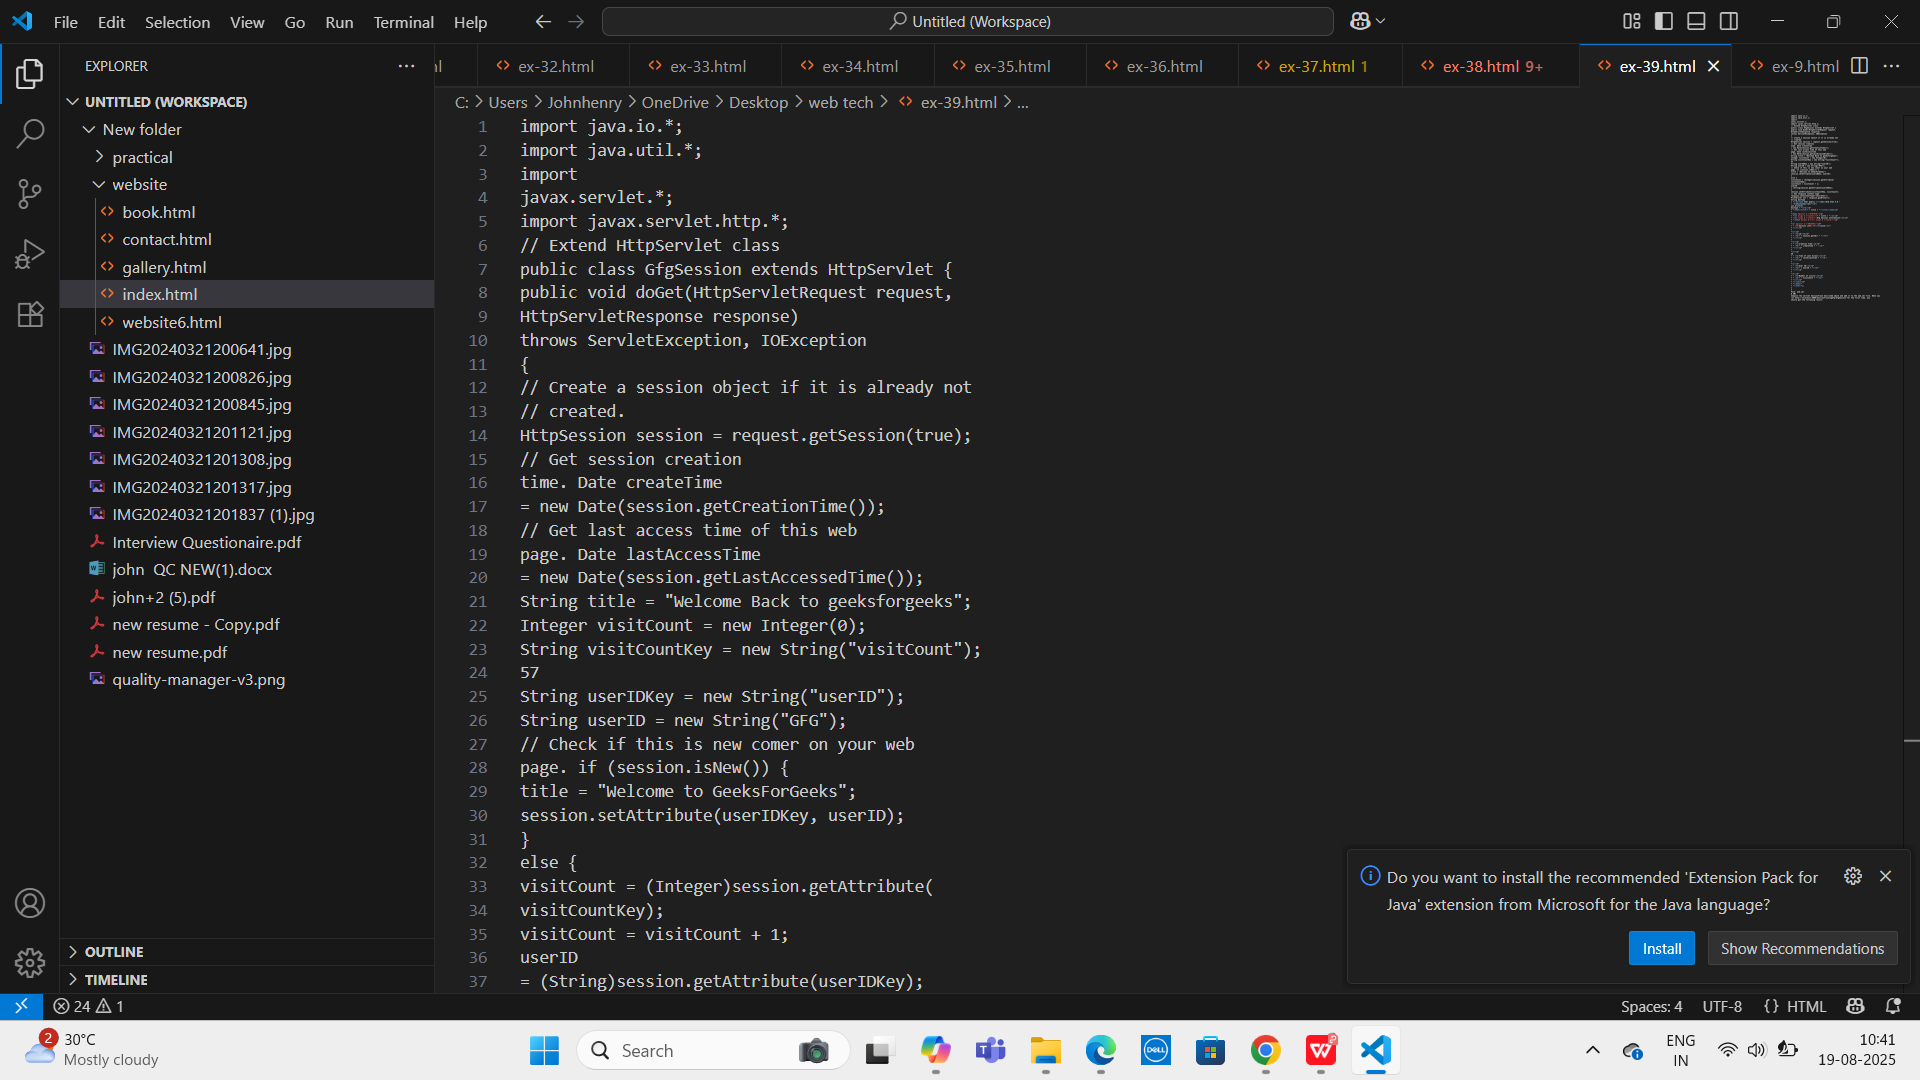 File Edit Selection View Go Run Terminal Help
Untitled (Workspace)
EXPLORER
ex-32.html
ex-33.html
ex-34.html
ex-35.html
ex-36.html
ex-37.html 1
ex-38.html 9+
ex-39.html
ex-9.html
C: > Users > Johnhenry > OneDrive > Desktop > web tech > ex-39.html > ...
UNTITLED (WORKSPACE)
New folder
practical
website
book.html
contact.html
gallery.html
index.html
website6.html
IMG20240321200641.jpg
IMG20240321200826.jpg
IMG20240321200845.jpg
IMG20240321201121.jpg
IMG20240321201308.jpg
IMG20240321201317.jpg
IMG20240321201837 (1).jpg
Interview Questionaire.pdf
john QC NEW(1).docx
john+2 (5).pdf
new resume - Copy.pdf
new resume.pdf
quality-manager-v3.png
OUTLINE
TIMELINE
1 import java.io.*;
2 import java.util.*;
3 import
4 javax.servlet.*;
5 import javax.servlet.http.*;
6 // Extend HttpServlet class
7 public class GfgSession extends HttpServlet {
8 public void doGet(HttpServletRequest request,
9 HttpServletResponse response)
10 throws ServletException, IOException
11 {
12 // Create a session object if it is already not
13 // created.
14 HttpSession session = request.getSession(true);
15 // Get session creation
16 time. Date createTime
17 = new Date(session.getCreationTime());
18 // Get last access time of this web
19 page. Date lastAccessTime
20 = new Date(session.getLastAccessedTime());
21 String title = "Welcome Back to geeksforgeeks";
22 Integer visitCount = new Integer(0);
23 String visitCountKey = new String("visitCount");
24 57
25 String userIDKey = new String("userID");
26 String userID = new String("GFG");
27 // Check if this is new comer on your web
28 page. if (session.isNew()) {
29 title = "Welcome to GeeksForGeeks";
30 session.setAttribute(userIDKey, userID);
31 }
32 else {
33 visitCount = (Integer)session.getAttribute(
34 visitCountKey);
35 visitCount = visitCount + 1;
36 userID
37 = (String)session.getAttribute(userIDKey);
Do you want to install the recommended 'Extension Pack for
Java' extension from Microsoft for the Java language?
Install
Show Recommendations
24 1
Spaces: 4 UTF-8 {} HTML
2
30°C
Mostly cloudy
Search
DELL
ENG
IN
10:41
19-08-2025